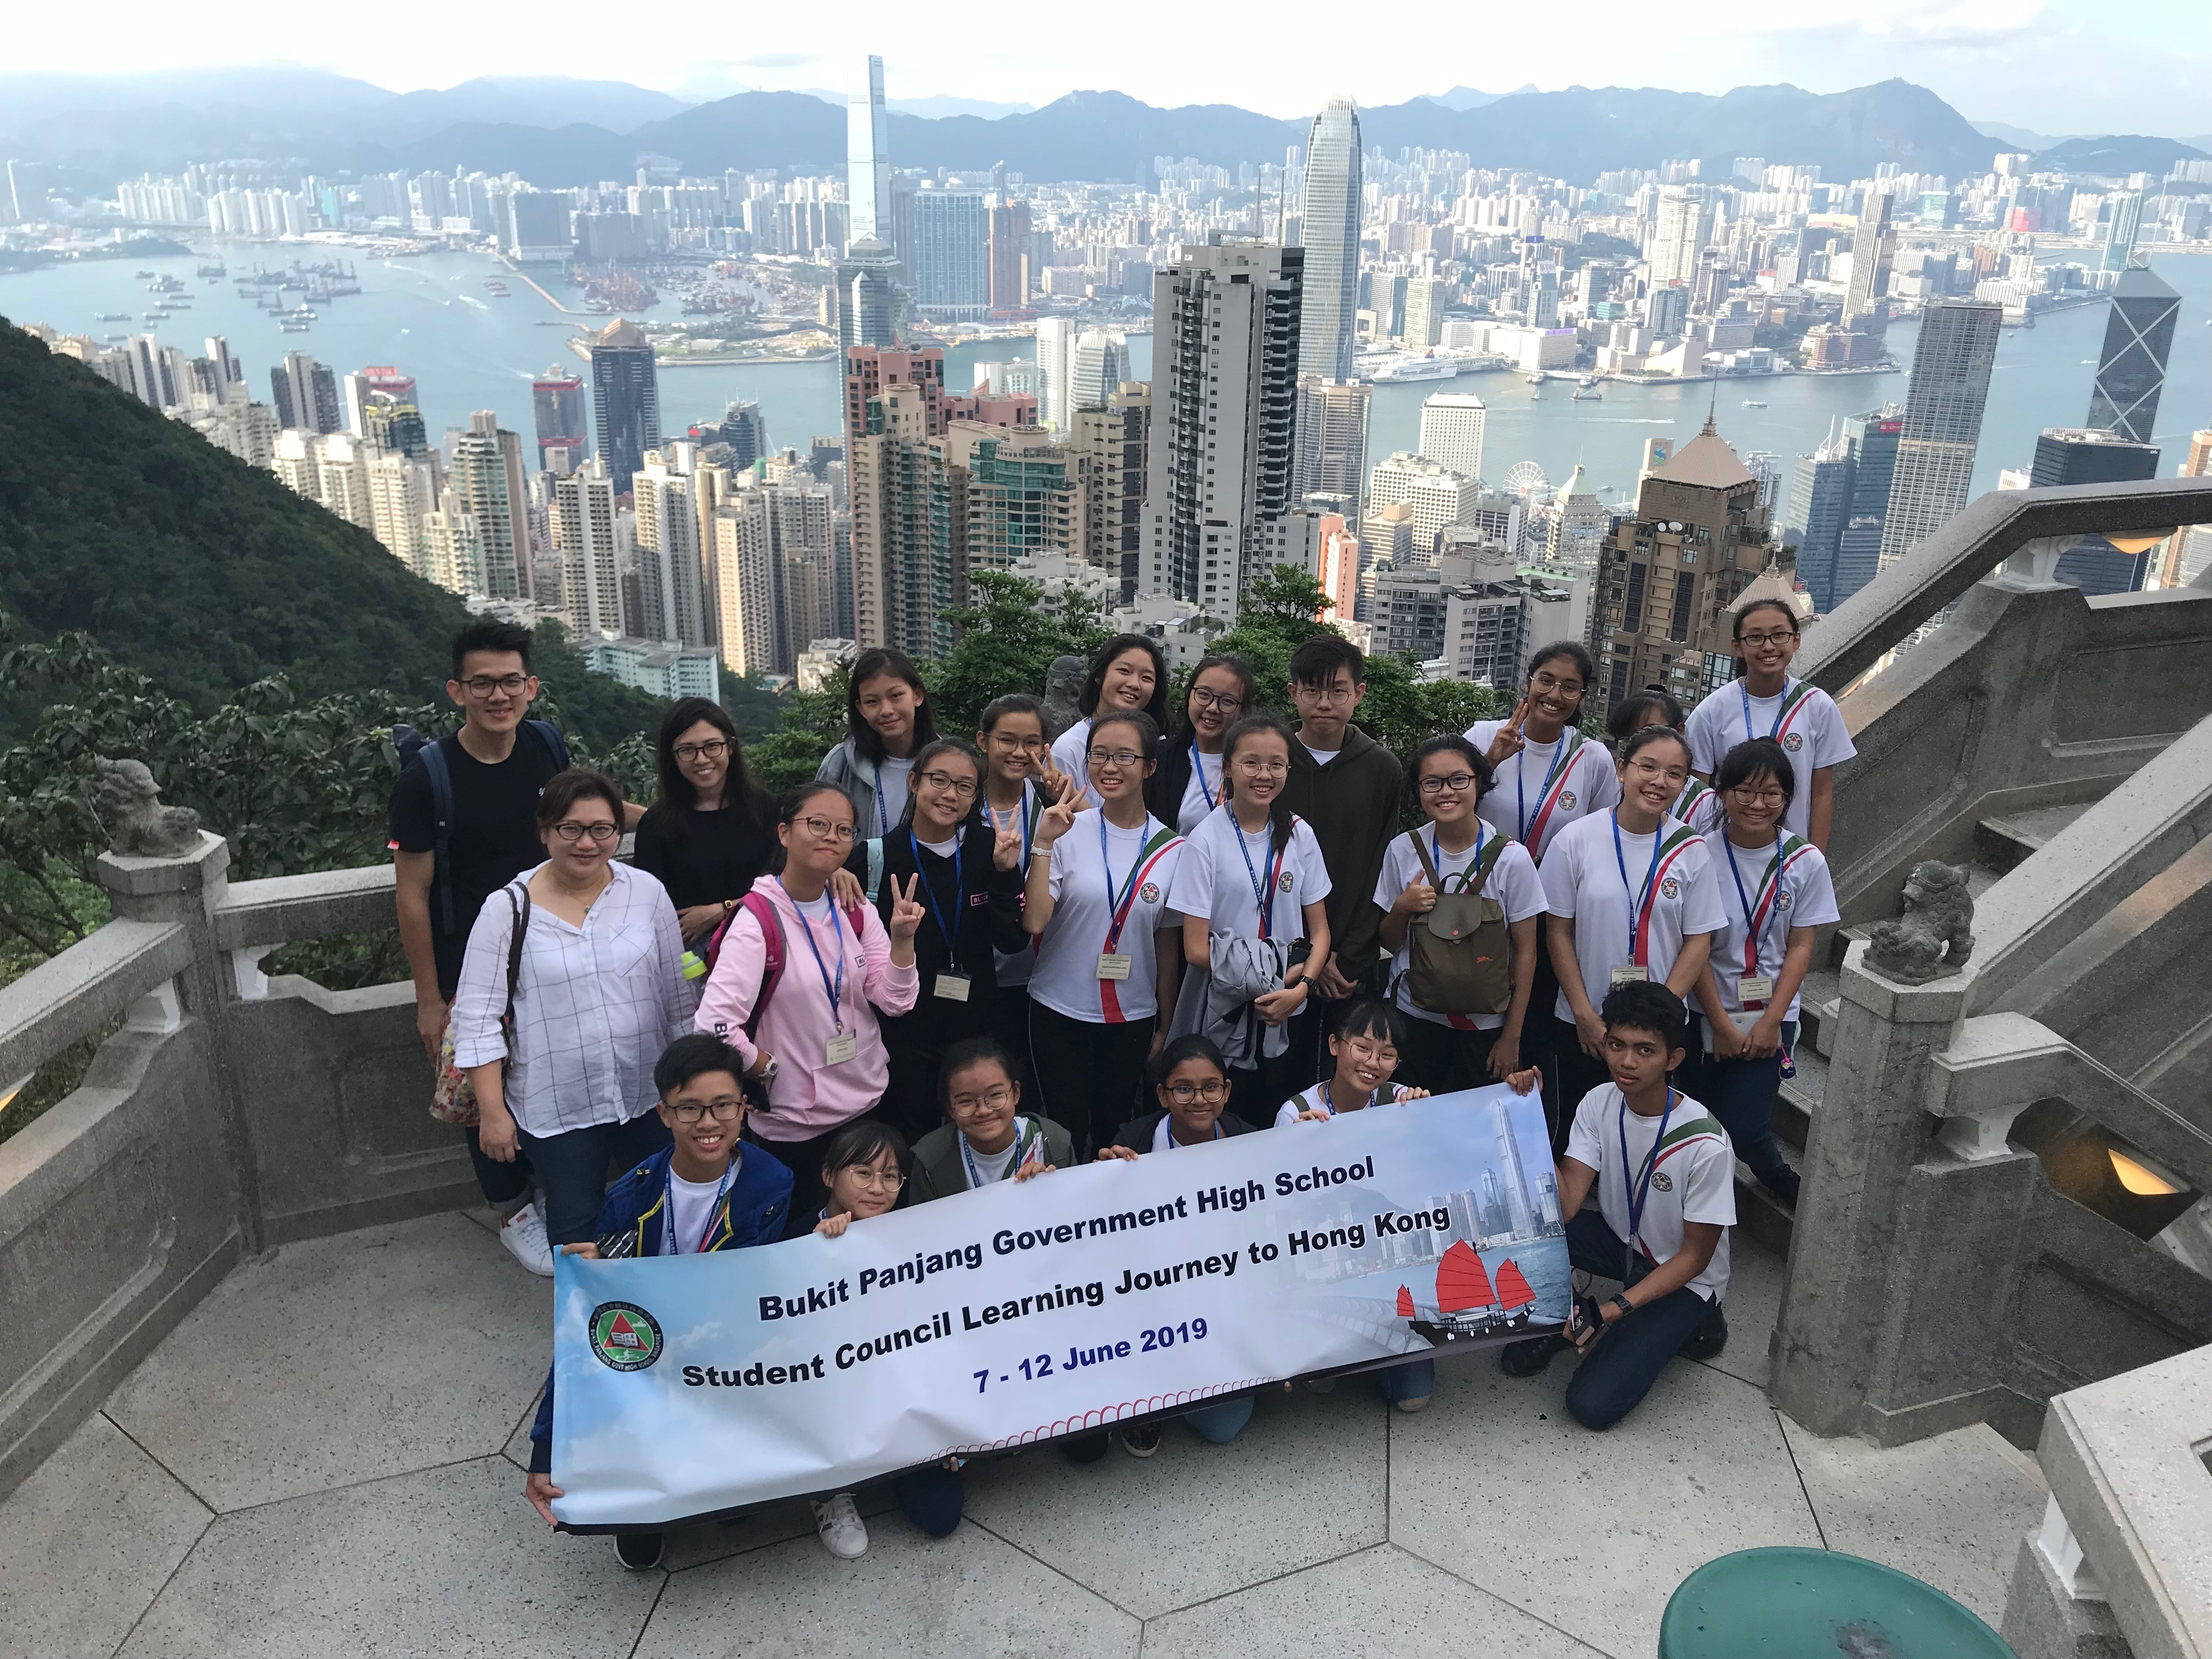 Bukit Panjang Government High School
Student Council Learning Journey to Hong Kong
7 - 12 June 2019